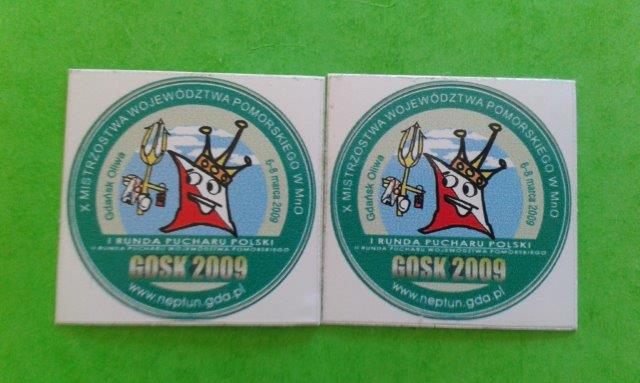 X MISTRZOSTWA WOJEWÓDZTWA POMORSKIEGO W MnO
Gdańsk Oliwa
6-8 marca 2009
I RUNDA PUCHARU POLSKI
II RUNDA PUCHARU WOJEWÓDZTWA POMORSKIEGO
GOSK 2009
www.neptun.gda.pl
X MISTRZOSTWA WOJEWÓDZTWA POMORSKIEGO W MnO
Gdańsk Oliwa
6-8 marca 2009
I RUNDA PUCHARU POLSKI
II RUNDA PUCHARU WOJEWÓDZTWA POMORSKIEGO
GOSK 2009
www.neptun.gda.pl